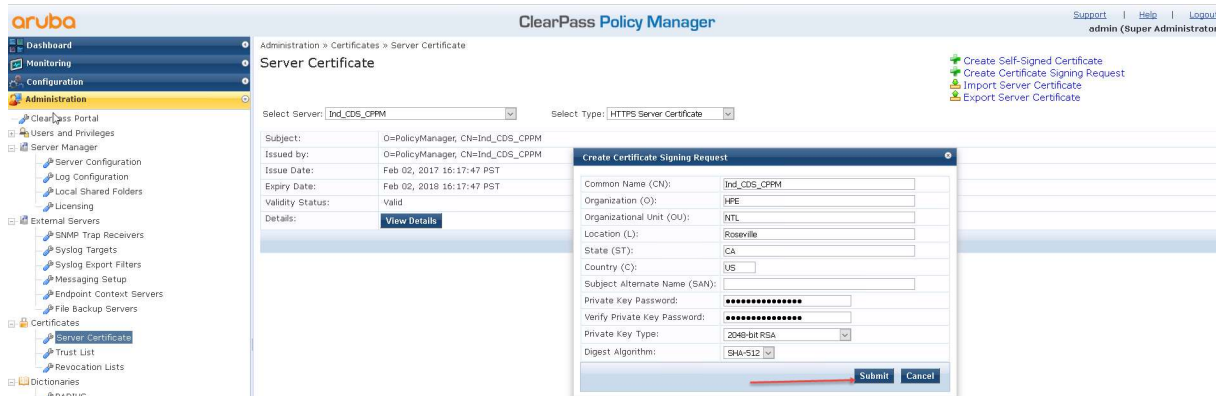 aruba
ClearPass Policy Manager
Support | Help | Logout
admin (Super Administrator
Dashboard
Monitoring
Configuration
Administration
ClearPass Portal
Users and Privileges
Server Manager
Server Configuration
Log Configuration
Local Shared Folders
Licensing
External Servers
SNMP Trap Receivers
Syslog Targets
Syslog Export Filters
Messaging Setup
Endpoint Context Servers
File Backup Servers
Certificates
Server Certificate
Trust List
Revocation Lists
Dictionaries
Administration » Certificates » Server Certificate
Server Certificate
Create Self-Signed Certificate
Create Certificate Signing Request
Import Server Certificate
Export Server Certificate
Select Server: Ind_CDS_CPPM Select Type: HTTPS Server Certificate
Subject: O=PolicyManager, CN=Ind_CDS_CPPM
Issued by: O=PolicyManager, CN=Ind_CDS_CPPM
Issue Date: Feb 02, 2017 16:17:47 PST
Expiry Date: Feb 02, 2018 16:17:47 PST
Validity Status: Valid
Details: View Details
Create Certificate Signing Request
Common Name (CN): Ind_CDS_CPPM
Organization (O): HPE
Organizational Unit (OU): NTL
Location (L): Roseville
State (ST): CA
Country (C): US
Subject Alternate Name (SAN):
Private Key Password: •••••••••••••••
Verify Private Key Password: •••••••••••••••
Private Key Type: 2048-bit RSA
Digest Algorithm: SHA-512
Submit Cancel